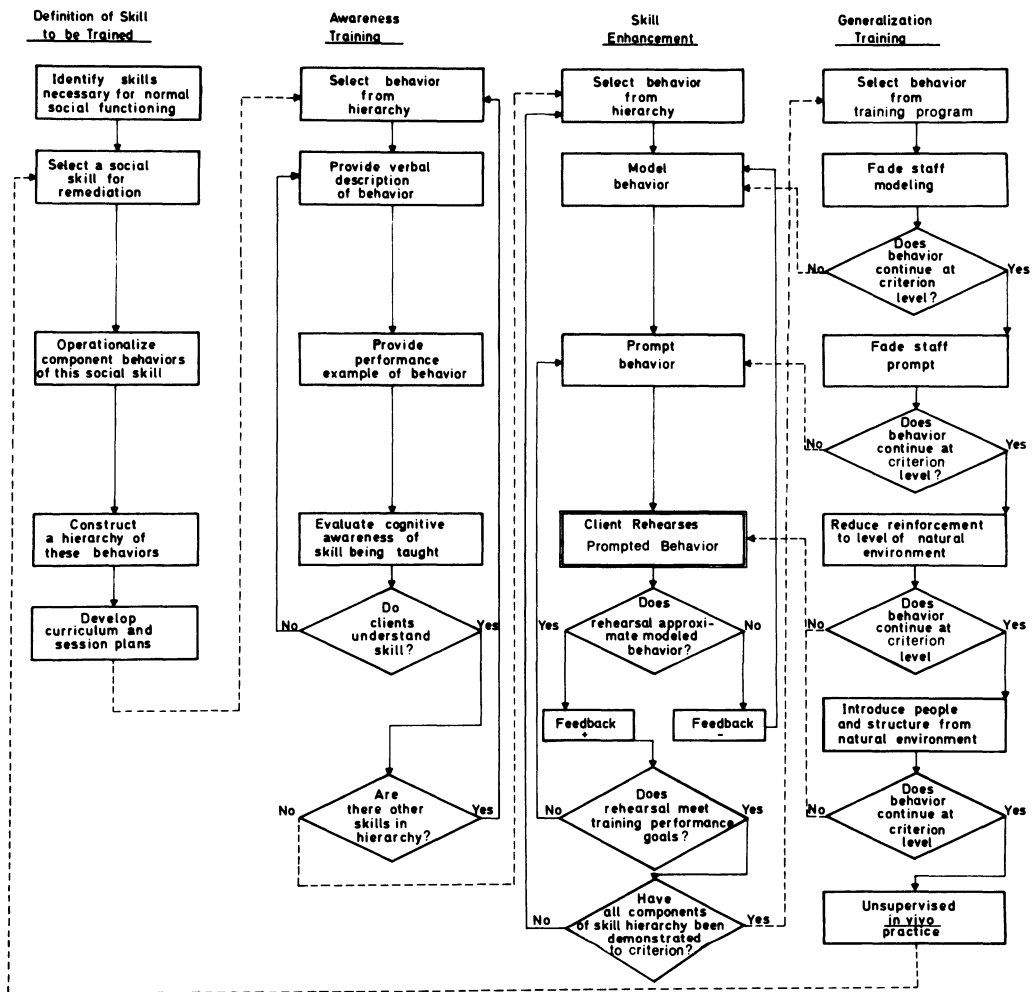 Definition of Skill
to be Trained
Identify skills
necessary for normal
social functioning
Select a social
skill for
remediation
Operationalize
component behaviors
of this social skill
Construct
a hierarchy of
these behaviors
Develop
curriculum and
session plans
Awareness
Training
Select behavior
from
hierarchy
Provide verbal
description
of behavior
Provide
performance
example of behavior
Evaluate cognitive
awareness of
skill being taught
Do
clients
understand
skill?
No
Yes
Are
there other
skills in
hierarchy?
No
Yes
Skill
Enhancement
Select behavior
from
hierarchy
Model
behavior
Prompt
behavior
Client Rehearses
Prompted Behavior
Does
rehearsal approxi-
mate modeled
behavior?
Yes
No
Feedback
+
Feedback
-
Does
rehearsal meet
training performance
goals?
No
Yes
Have
all components
of skill hierarchy been
demonstrated
to criterion?
No
Yes
Generalization
Training
Select behavior
from
training program
Fade staff
modeling
Does
behavior
continue at
criterion
level?
No
Yes
Fade staff
prompt
Does
behavior
continue at
criterion
level?
No
Yes
Reduce reinforcement
to level of natural
environment
Does
behavior
continue at
criterion
level
No
Yes
Introduce people
and structure from
natural environment
Does
behavior
continue at
criterion
level
No
Yes
Unsupervised
in vivo
practice